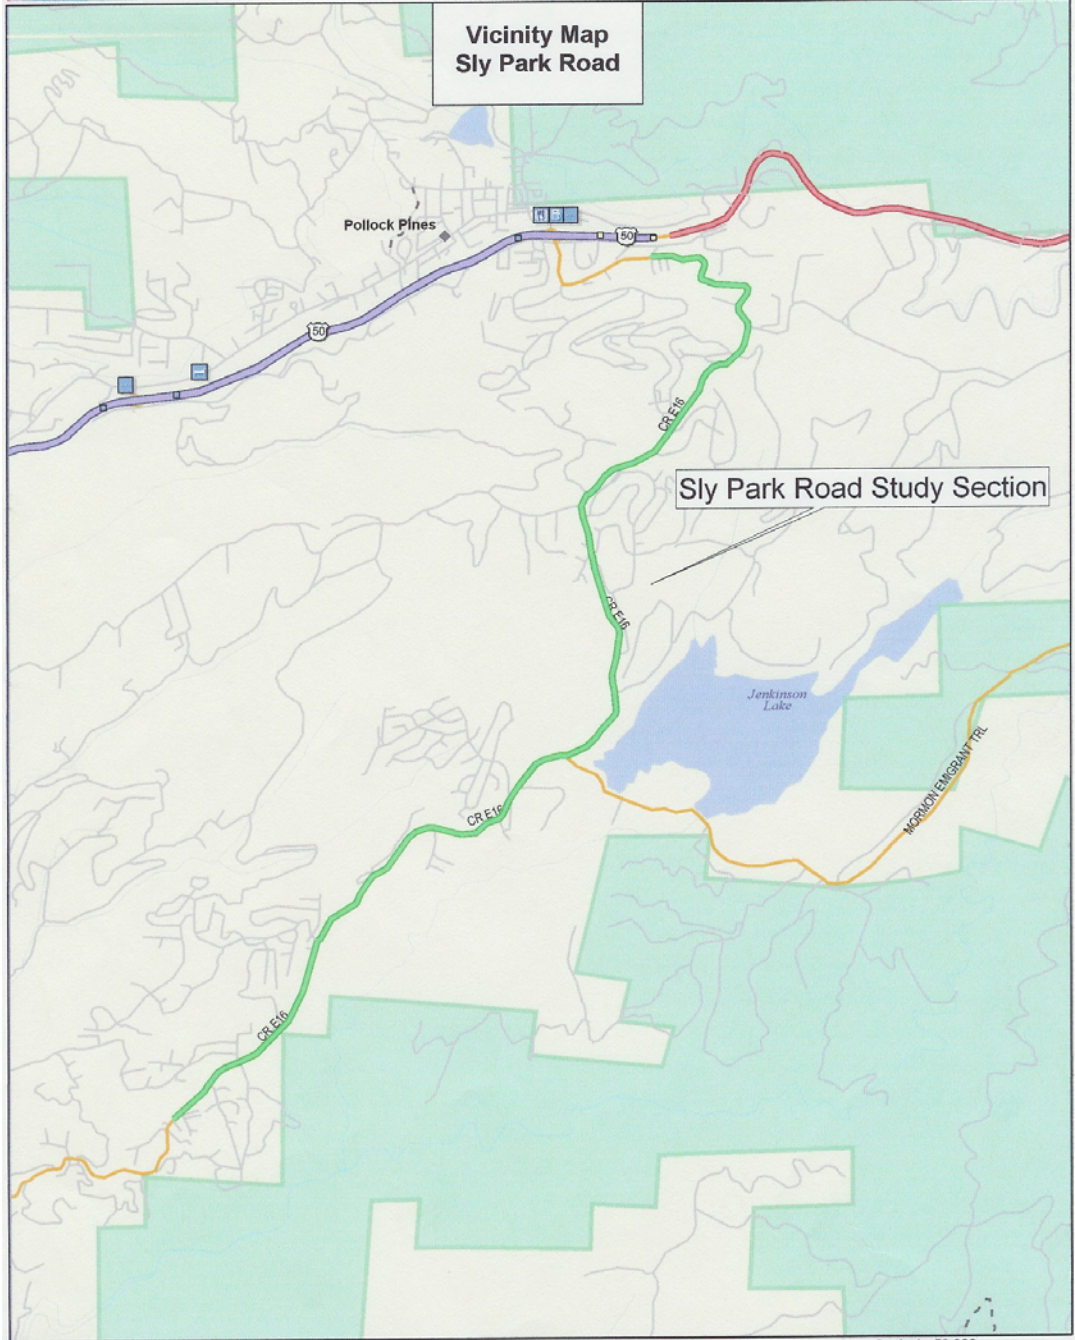 Vicinity Map
Sly Park Road
Pollock Pines
50
50
CR E16
Sly Park Road Study Section
CR E16
Jenkinson
Lake
MORMON EMIGRANT TRL
CR E16
CR E16